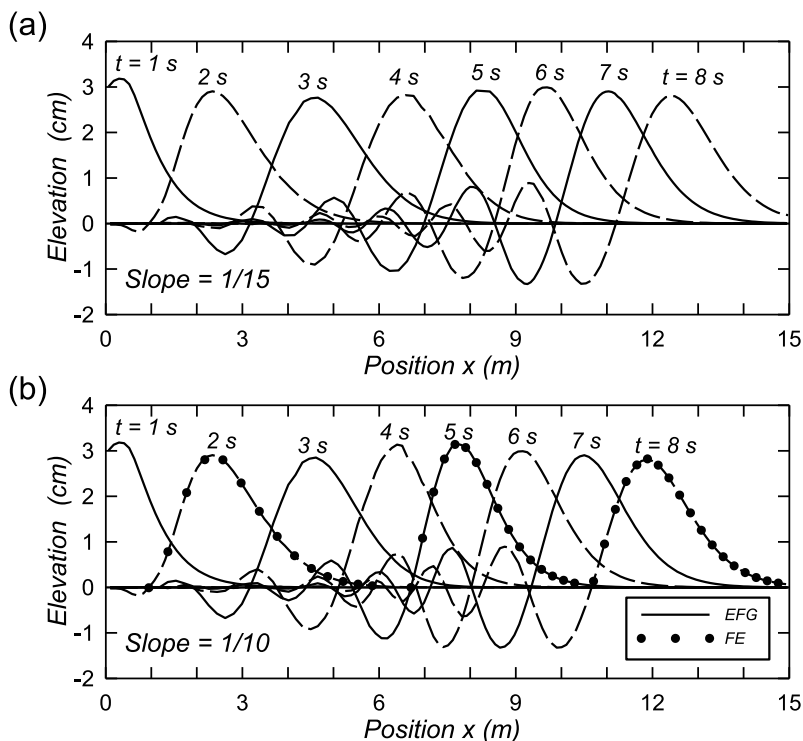 (a)
4
3
2
1
0
-1
-2
Elevation (cm)
t = 1 s
2 s
3 s
4 s
5 s
6 s
7 s
t = 8 s
Slope = 1/15
0
3
6
9
12
15
Position x (m)
(b)
4
3
2
1
0
-1
-2
Elevation (cm)
t = 1 s
2 s
3 s
4 s
5 s
6 s
7 s
t = 8 s
Slope = 1/10
EFG
FE
0
3
6
9
12
15
Position x (m)